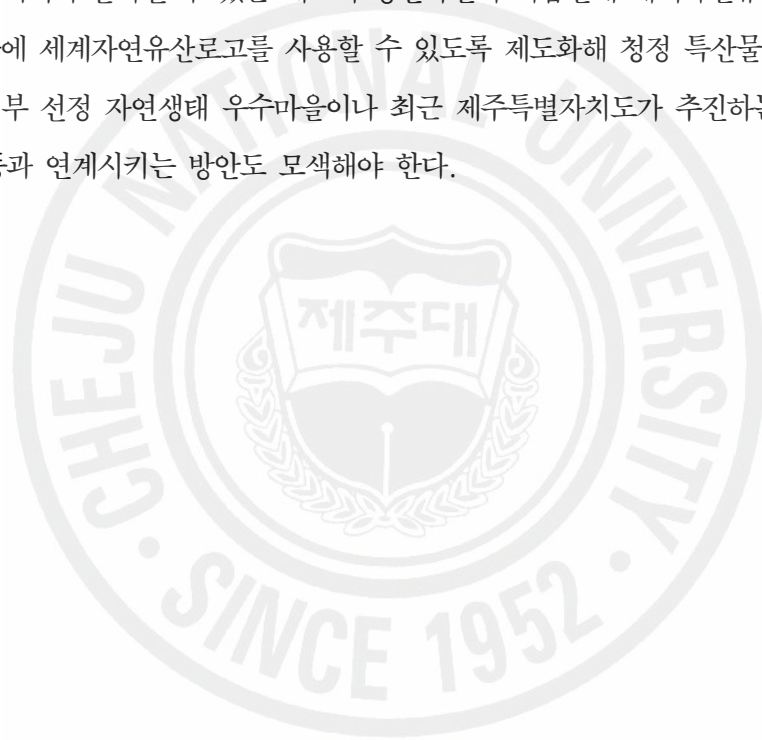 에 세계자연유산로고를 사용할 수 있도록 제도화해 청정 특산물
부 선정 자연생태 우수마을이나 최근 제주특별자치도가 추진하는
과 연계시키는 방안도 모색해야 한다.
CHEJU NATIONAL UNIVERSITY
제주대
SINCE 1952